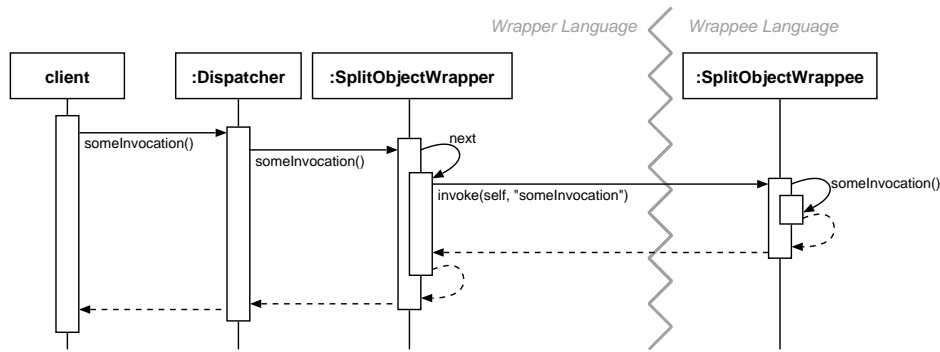 Wrapper Language
Wrappee Language
client
:Dispatcher
:SplitObjectWrapper
:SplitObjectWrappee
someInvocation()
someInvocation()
next
invoke(self, "someInvocation")
someInvocation()